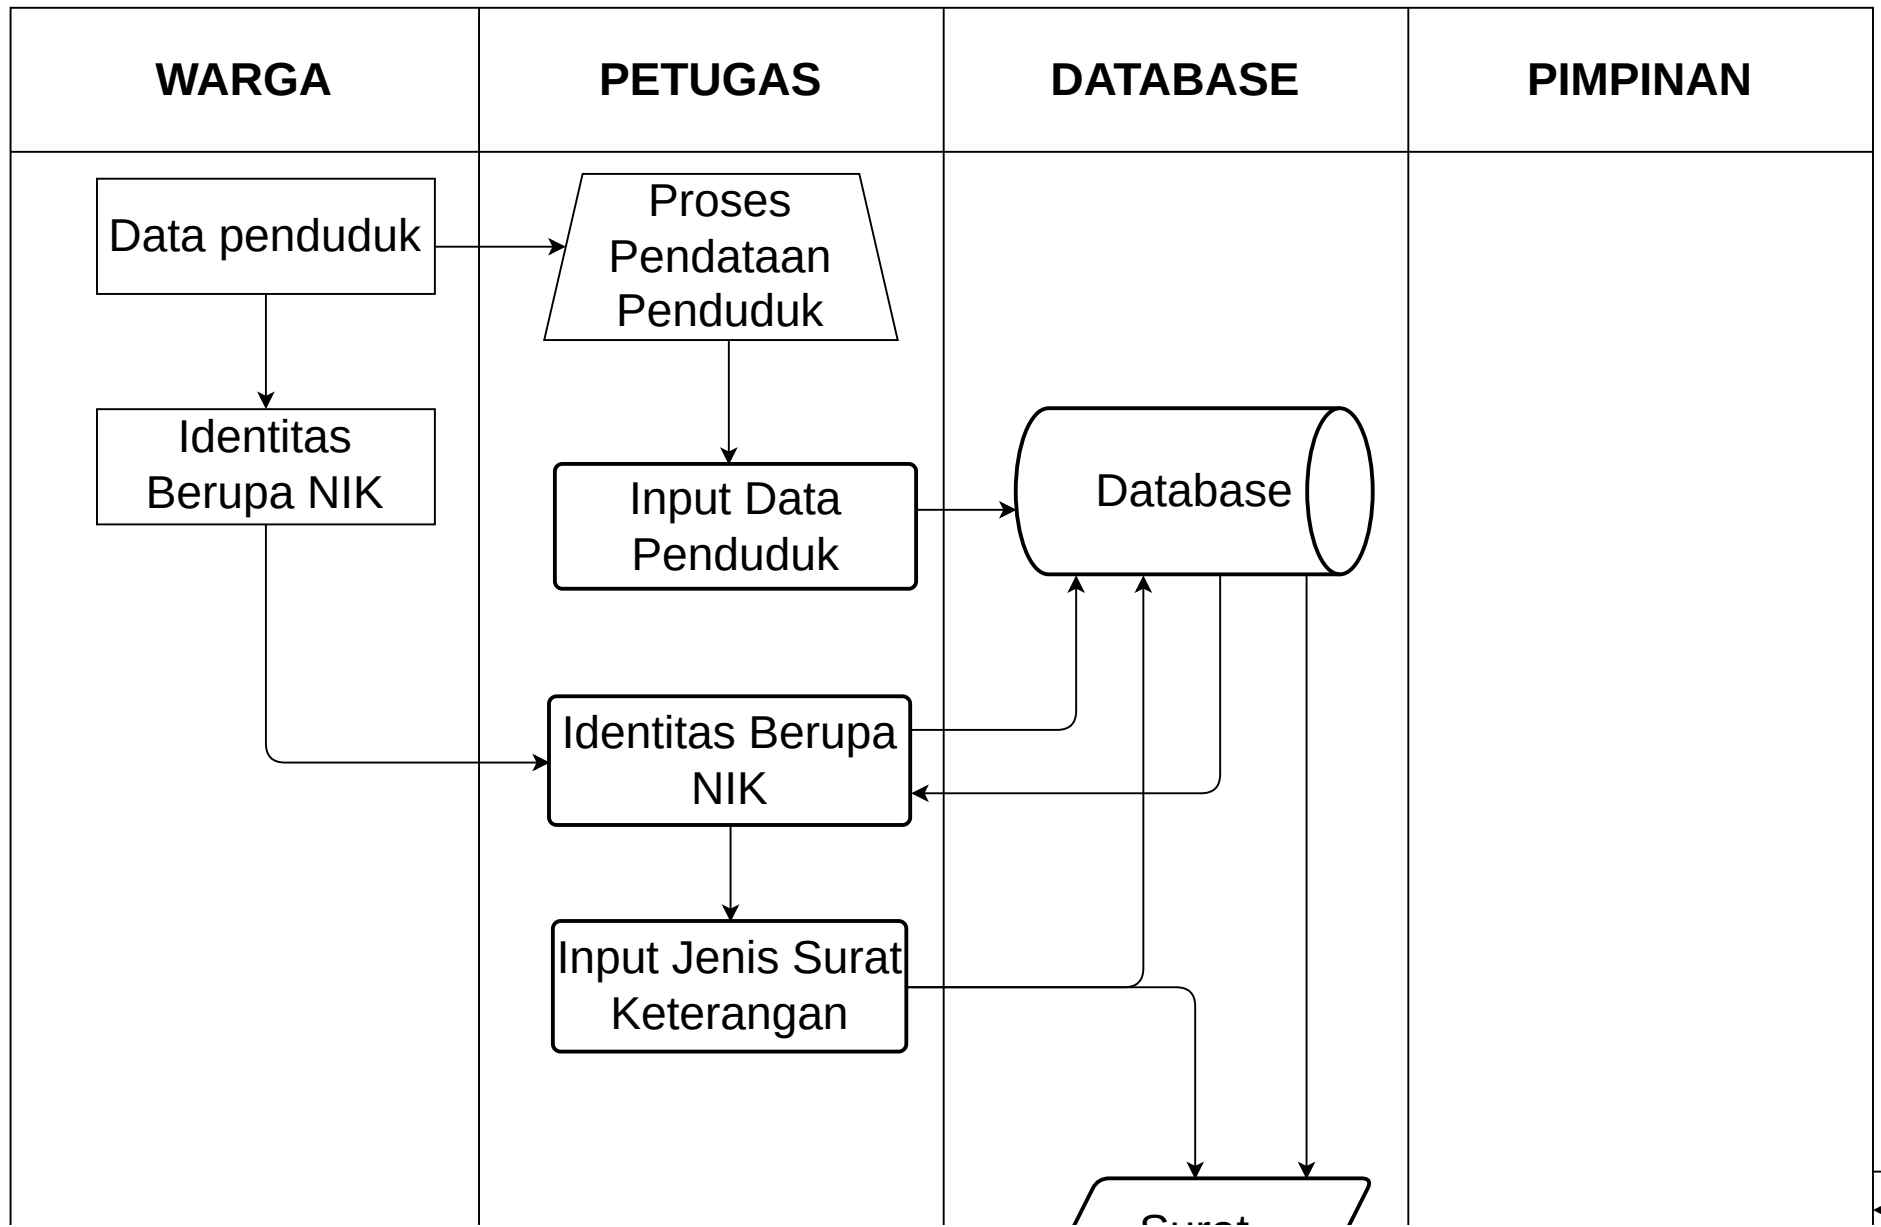 WARGA
PETUGAS
DATABASE
PIMPINAN
Data penduduk
Proses
Pendataan
Penduduk
Identitas
Berupa NIK
Input Data
Penduduk
Database
Identitas Berupa
NIK
Input Jenis Surat
Keterangan
Surat